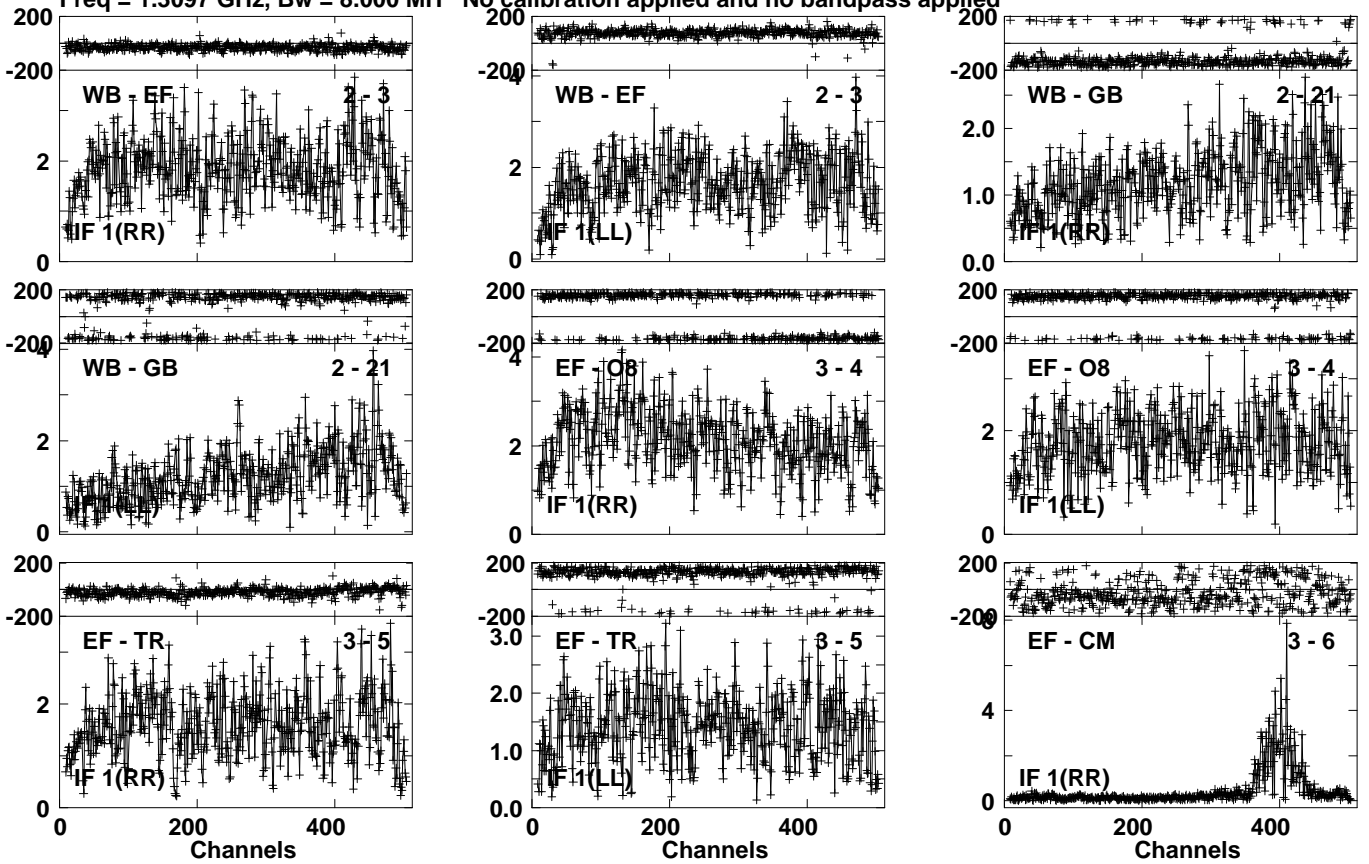 Freq = 1.3097 GHz, Bw = 8.000 MH No calibration applied and no bandpass applied
200
-200
WB - EF 2 - 3
2
IF 1(RR)
0
200
-200
4
WB - EF 2 - 3
2
IF 1(LL)
0
200
-200
WB - GB 2 - 21
2.0
1.0
IF 1(RR)
0.0
200
-200
4
WB - GB 2 - 21
2
IF 1(LL)
0
200
-200
4
EF - O8 3 - 4
2
IF 1(RR)
0
200
-200
EF - O8 3 - 4
2
IF 1(LL)
0
200
-200
EF - TR 3 - 5
2
IF 1(RR)
0
0 200 400
Channels
200
-200
3.0
EF - TR 3 - 5
2.0
1.0
IF 1(LL)
0.0
0 200 400
Channels
200
-200
8
EF - CM 3 - 6
4
IF 1(RR)
0
0 200 400
Channels